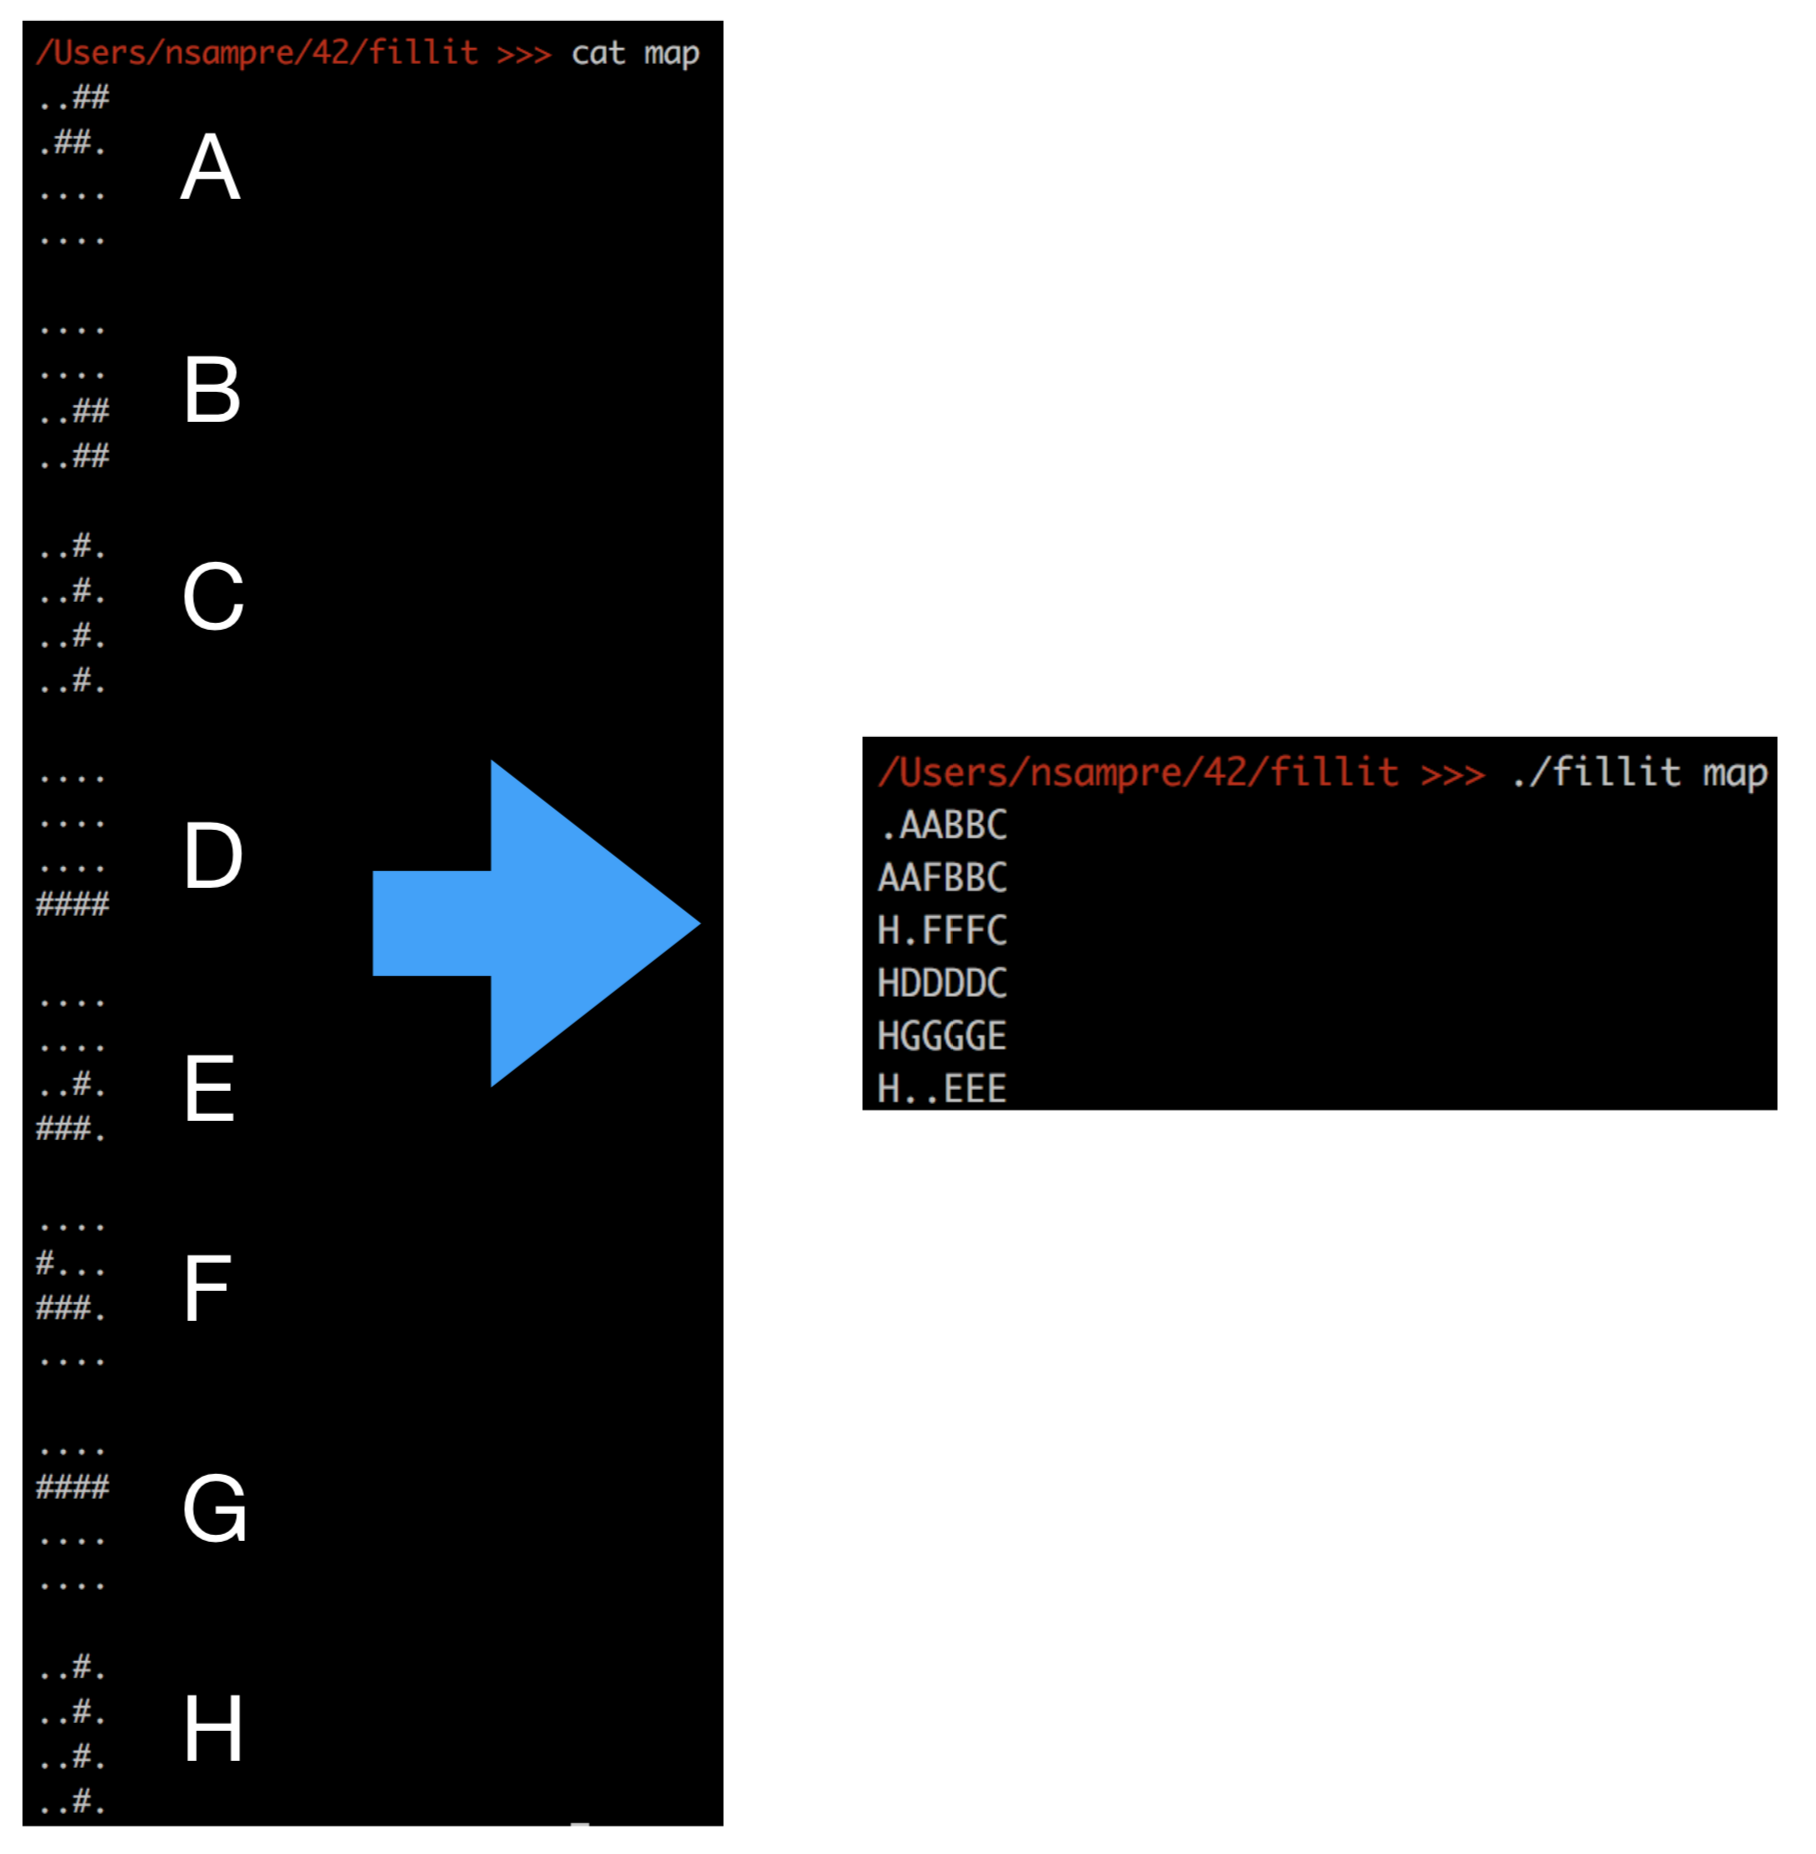 /Users/nsampre/42/fillit >>> cat map
..##
.##.
....
....
A
....
....
..##
..##
B
..#.
..#.
..#.
..#.
C
....
....
....
####
D
....
....
..#.
###.
E
....
#...
###.
....
F
....
####
....
....
G
..#.
..#.
..#.
..#.
H
/Users/nsampre/42/fillit >>> ./fillit map
.AABBC
AAFBBC
H.FFFC
HDDDDC
HGGGGE
H..EEE